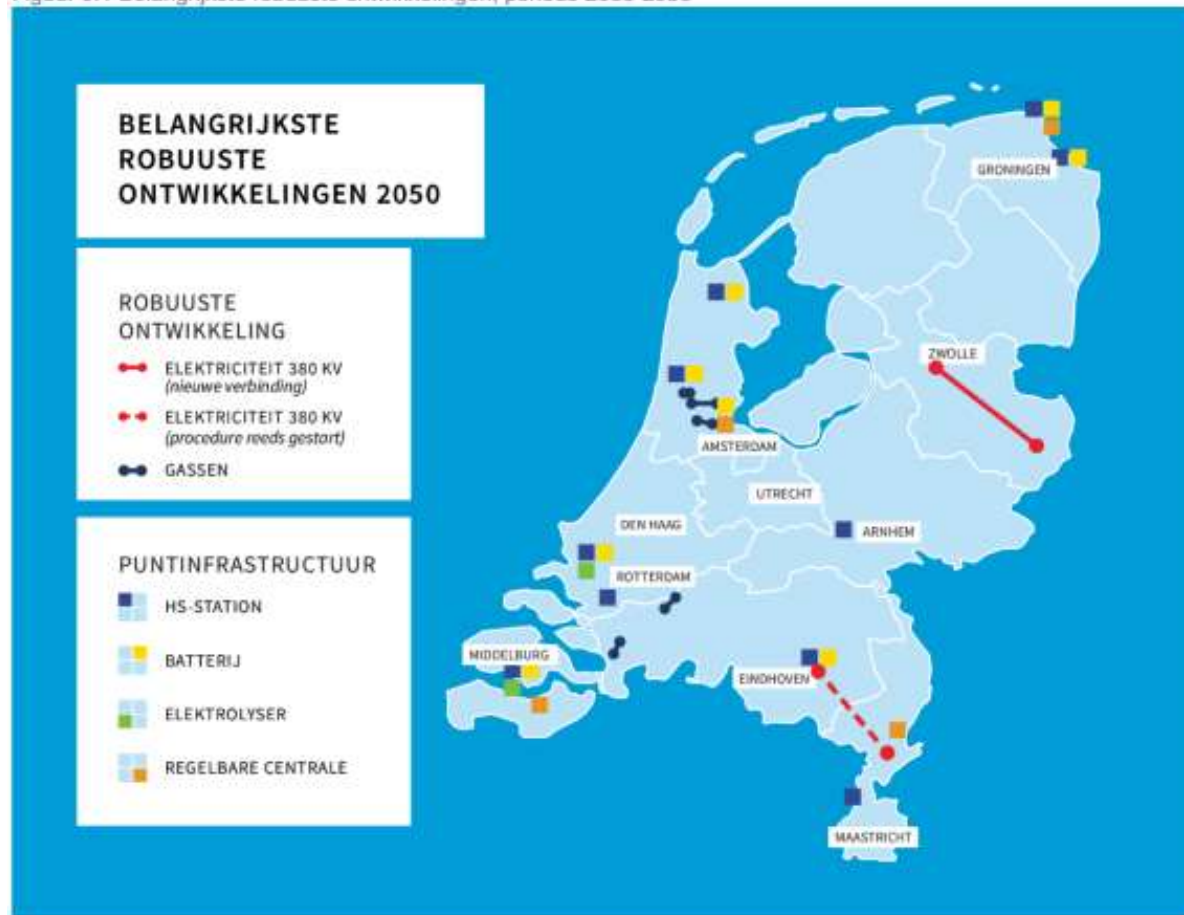 BELANGRIJKSTE
ROBUUSTE
ONTWIKKELINGEN 2050
ROBUUSTE
ONTWIKKELING
ELEKTRICITEIT 380 KV
(nieuwe verbinding)
ELEKTRICITEIT 380 KV
(procedure reeds gestart)
GASSEN
PUNTINFRASTRUCTUUR
HS-STATION
BATTERIJ
ELEKTROLYSER
REGELBARE CENTRALE
GRONINGEN
ZWOLLE
AMSTERDAM
UTRECHT
DEN HAAG
ARNHEM
ROTTERDAM
MIDDELBURG
EINDHOVEN
MAASTRICHT